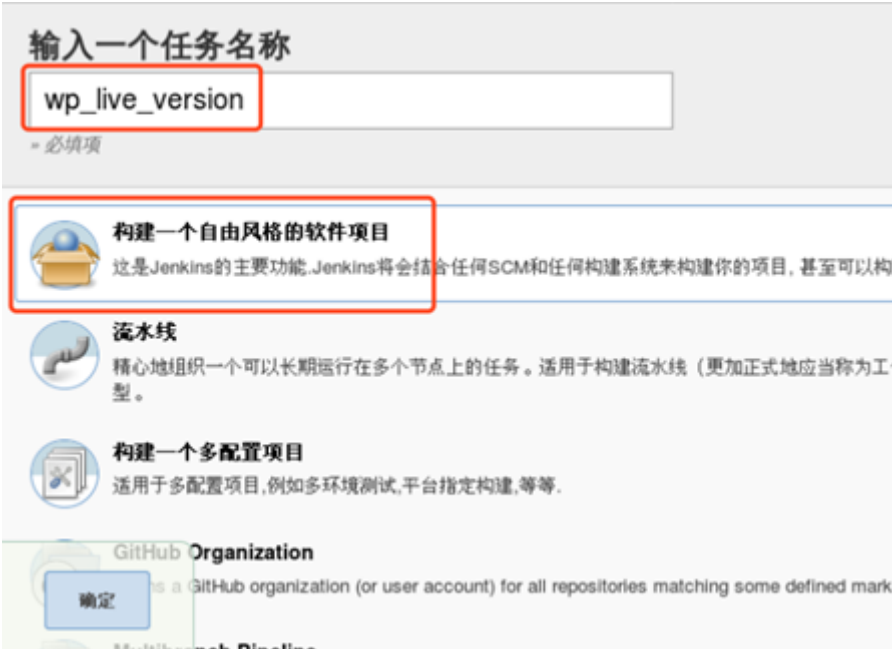 输入一个任务名称
wp_live_version
» 必填项
构建一个自由风格的软件项目
这是Jenkins的主要功能.Jenkins将会结合任何SCM和任何构建系统来构建你的项目, 甚至可以构
流水线
精心地组织一个可以长期运行在多个节点上的任务。适用于构建流水线（更加正式地应当称为工
型。
构建一个多配置项目
适用于多配置项目,例如多环境测试,平台指定构建,等等.
GitHub Organization
s a GitHub organization (or user account) for all repositories matching some defined mark
确定
Multibranch Pipeline